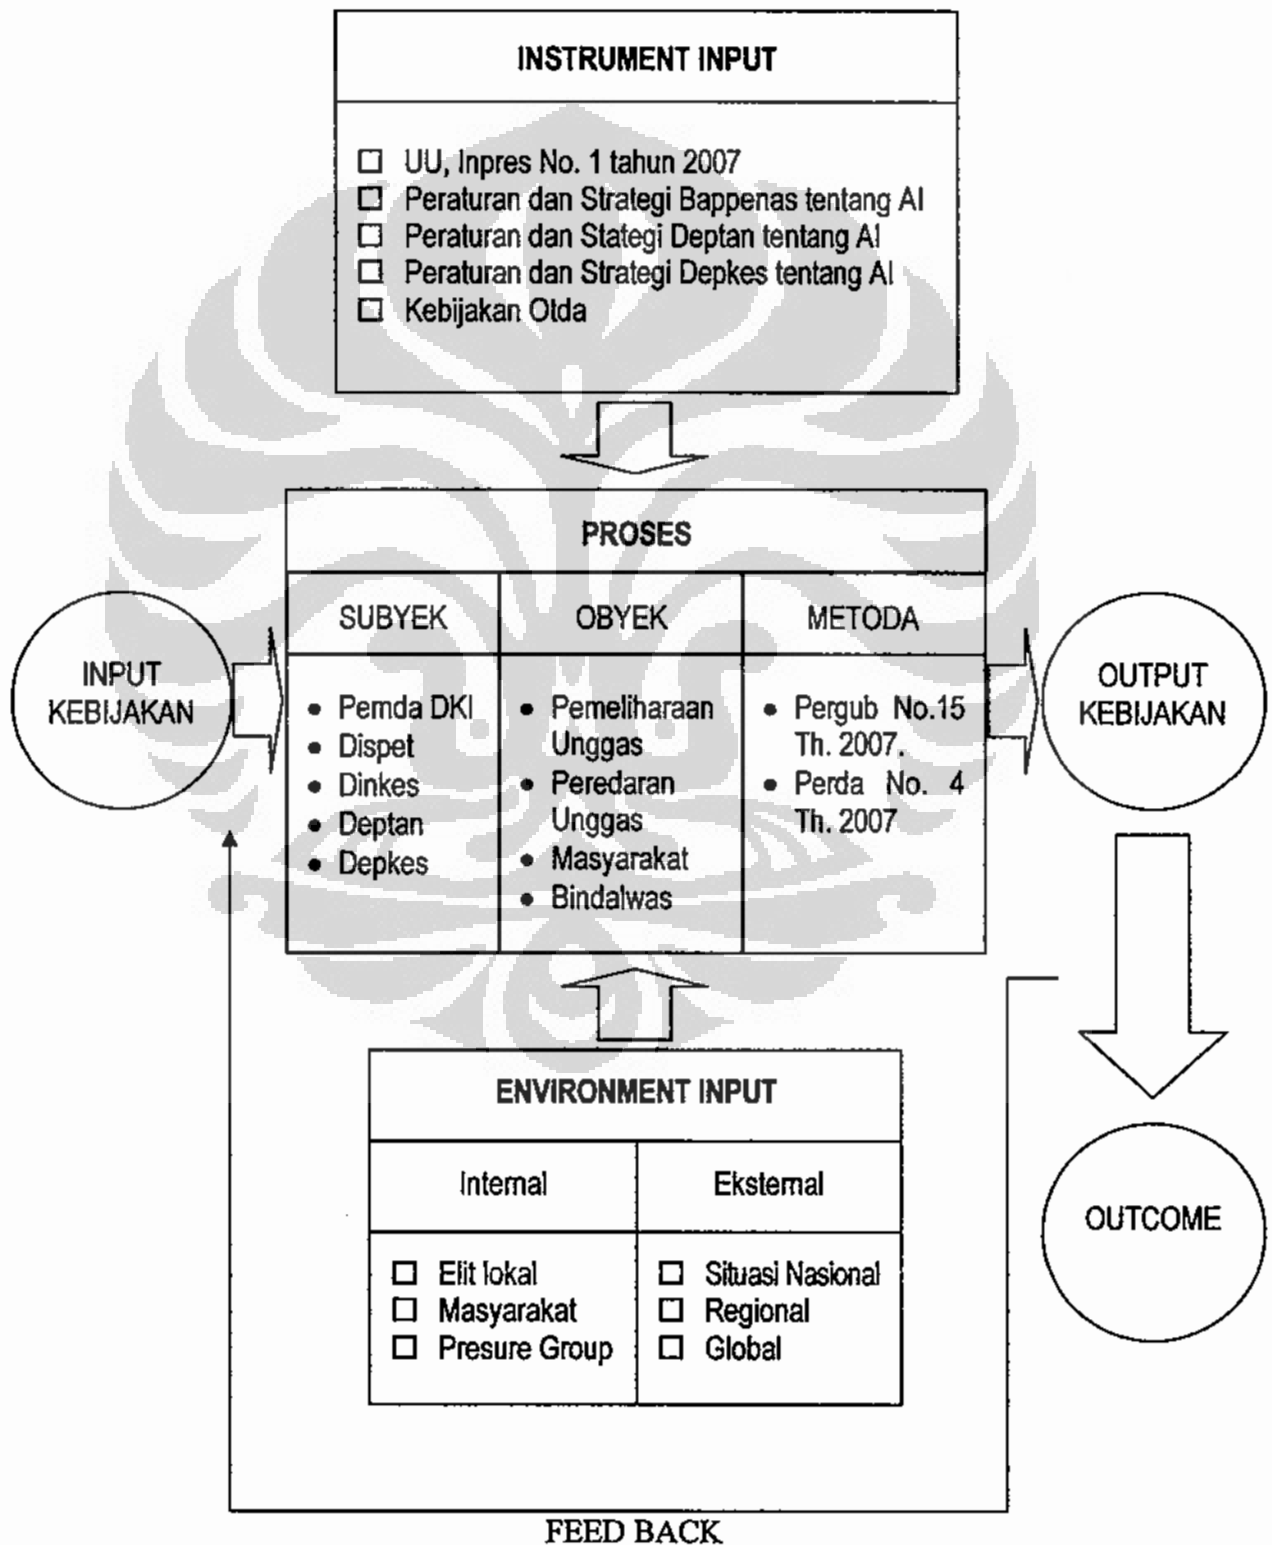 INSTRUMENT INPUT
UU, Inpres No. 1 tahun 2007
Peraturan dan Strategi Bappenas tentang AI
Peraturan dan Stategi Deptan tentang AI
Peraturan dan Strategi Depkes tentang AI
Kebijakan Otda
PROSES
SUBYEK
OBYEK
METODA
INPUT
KEBIJAKAN
Pemda DKI
Dispet
Dinkes
Deptan
Depkes
Pemeliharaan
Unggas
Peredaran
Unggas
Masyarakat
Bindalwas
Pergub No.15
Th. 2007.
Perda No. 4
Th. 2007
OUTPUT
KEBIJAKAN
ENVIRONMENT INPUT
Internal
Eksternal
Elit lokal
Masyarakat
Presure Group
Situasi Nasional
Regional
Global
OUTCOME
FEED BACK